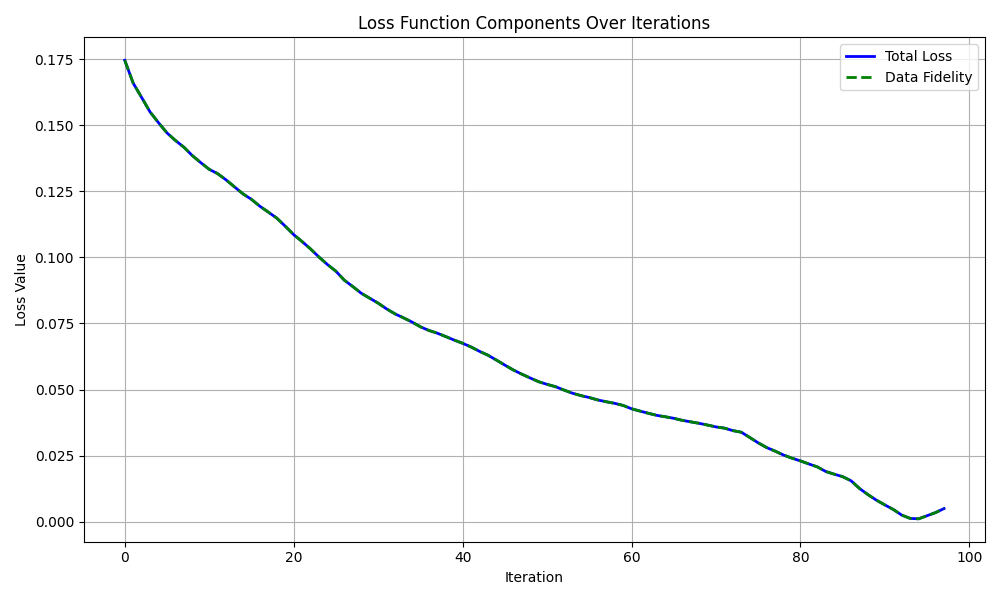 Loss Function Components Over Iterations
Total Loss
Data Fidelity
0.175
0.150
0.125
0.100
0.075
0.050
0.025
0.000
Loss Value
0 20 40 60 80 100
Iteration